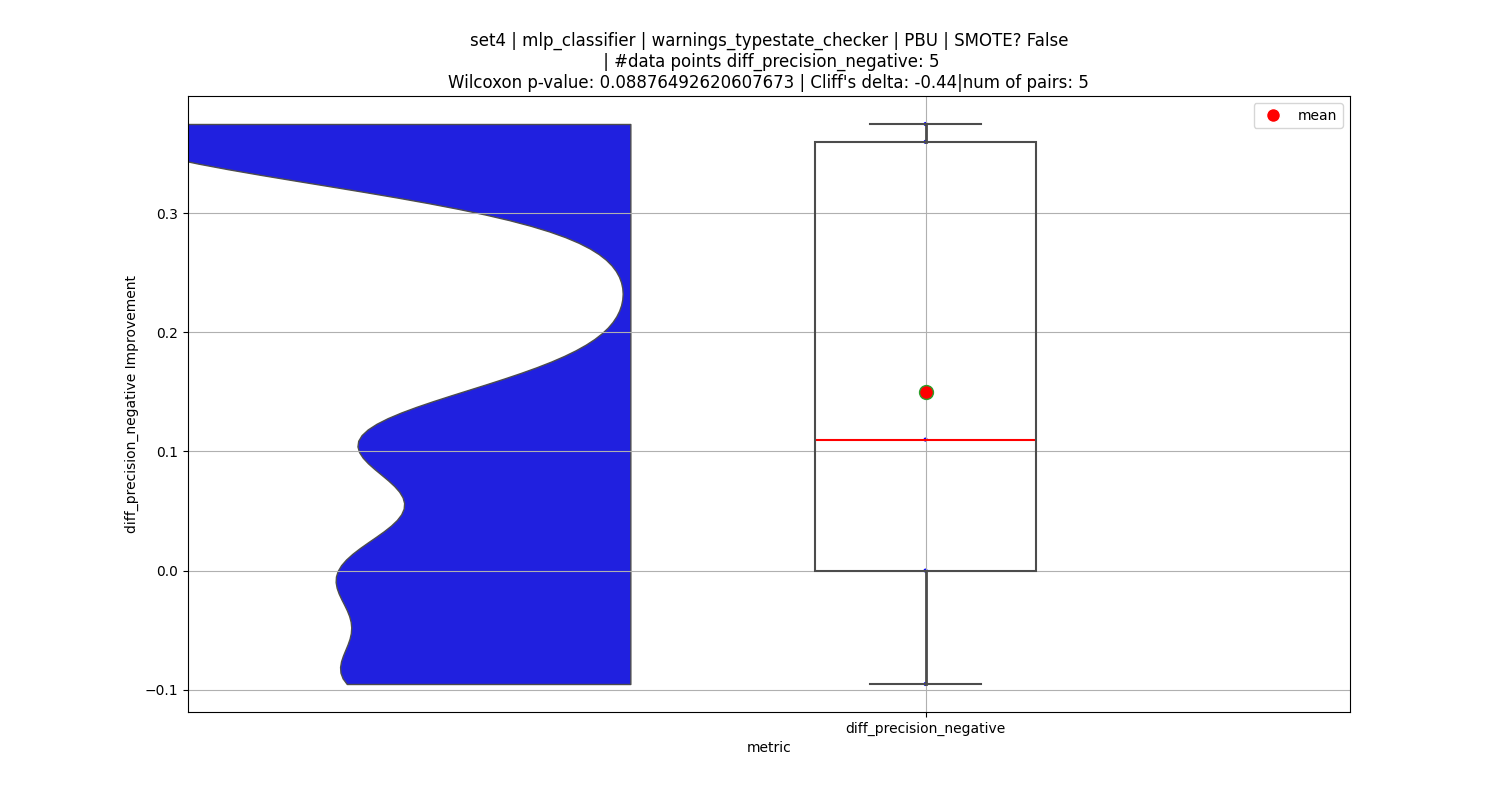 set4 | mlp_classifier | warnings_typestate_checker | PBU | SMOTE? False
| #data points diff_precision_negative: 5
Wilcoxon p-value: 0.08876492620607673 | Cliff's delta: -0.44|num of pairs: 5
mean
0.3
0.2
0.1
0.0
−0.1
diff_precision_negative Improvement
diff_precision_negative
metric